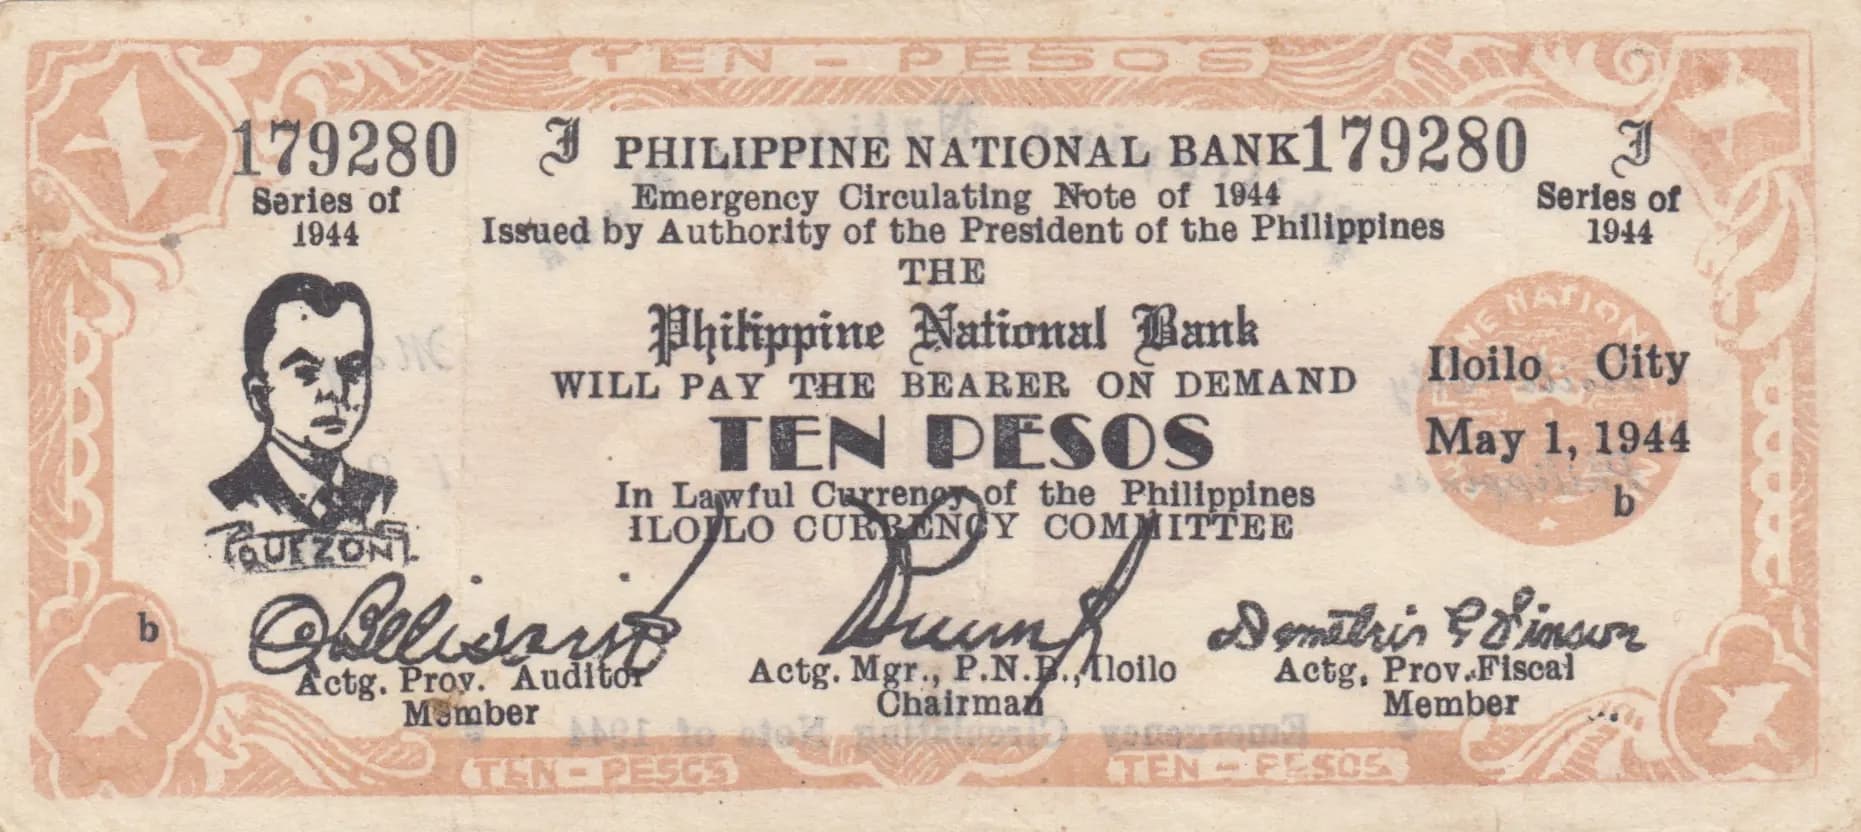 TEN - PESOS
179280 J PHILIPPINE NATIONAL BANK 179280 J
Series of 1944
Emergency Circulating Note of 1944
Series of 1944
Issued by Authority of the President of the Philippines
THE
Philippine National Bank
WILL PAY THE BEARER ON DEMAND
TEN PESOS
In Lawful Currency of the Philippines
ILOILO CURRENCY COMMITTEE
QUEZON
Iloilo City
May 1, 1944
b
b
Actg. Prov. Auditor
Member
Actg. Mgr., P.N.B., Iloilo
Chairman
Actg. Prov. Fiscal
Member
TEN - PESOS
TEN - PESOS